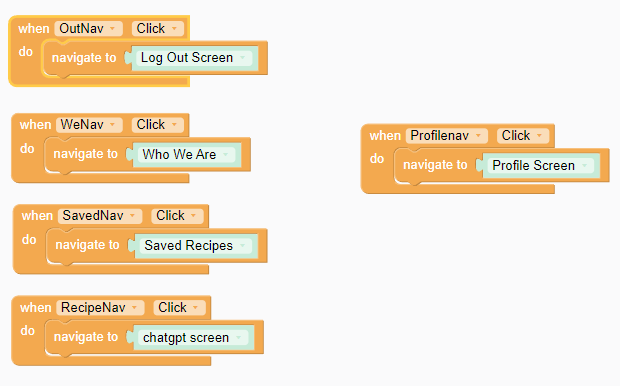 when OutNav Click
do navigate to Log Out Screen
when WeNav Click
do navigate to Who We Are
when Profilenav Click
do navigate to Profile Screen
when SavedNav Click
do navigate to Saved Recipes
when RecipeNav Click
do navigate to chatgpt screen